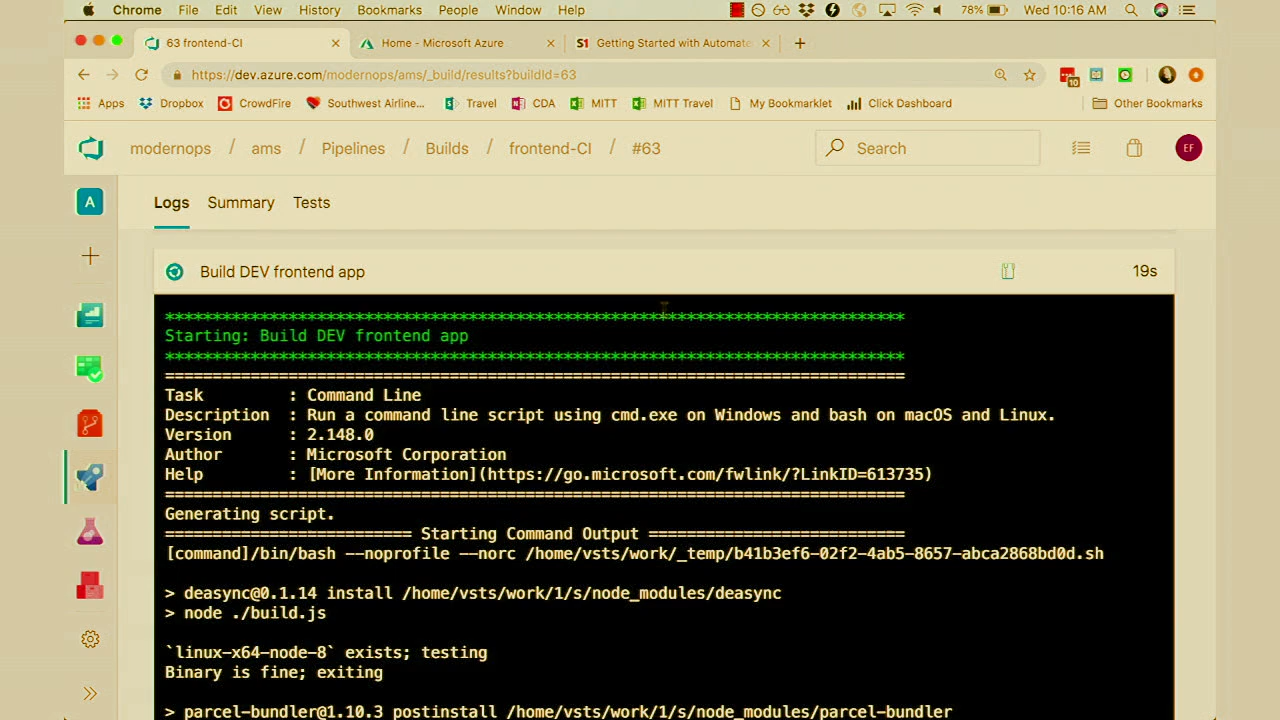 Chrome File Edit View History Bookmarks People Window Help 78% Wed 10:16 AM
63 frontend-CI Home - Microsoft Azure S1 Getting Started with Automate
https://dev.azure.com/modernops/ams/_build/results?buildId=63 10
Apps Dropbox CrowdFire Southwest Airline... Travel CDA MITT MITT Travel My Bookmarklet Click Dashboard Other Bookmarks
modernops / ams / Pipelines / Builds / frontend-CI / #63 Search EF
A Logs Summary Tests
Build DEV frontend app 19s
******************************************************************************
Starting: Build DEV frontend app
******************************************************************************
==============================================================================
Task : Command Line
Description : Run a command line script using cmd.exe on Windows and bash on macOS and Linux.
Version : 2.148.0
Author : Microsoft Corporation
Help : [More Information](https://go.microsoft.com/fwlink/?LinkID=613735)
==============================================================================
Generating script.
========================== Starting Command Output ===========================
[command]/bin/bash --noprofile --norc /home/vsts/work/_temp/b41b3ef6-02f2-4ab5-8657-abca2868bd0d.sh
> deasync@0.1.14 install /home/vsts/work/1/s/node_modules/deasync
> node ./build.js
`linux-x64-node-8` exists; testing
Binary is fine; exiting
> parcel-bundler@1.10.3 postinstall /home/vsts/work/1/s/node_modules/parcel-bundler